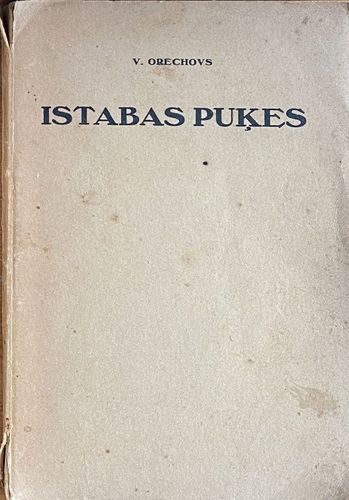 V. ORECHOVS
ISTABAS PUĶES